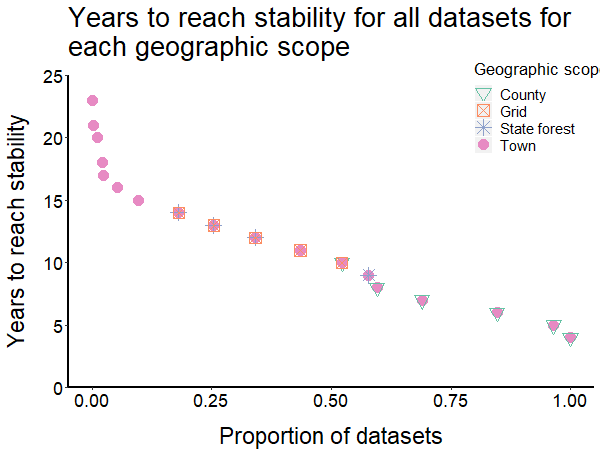 Years to reach stability for all datasets for
each geographic scope
Geographic scope
County
Grid
State forest
Town
Years to reach stability
25
20
15
10
5
0
0.00 0.25 0.50 0.75 1.00
Proportion of datasets